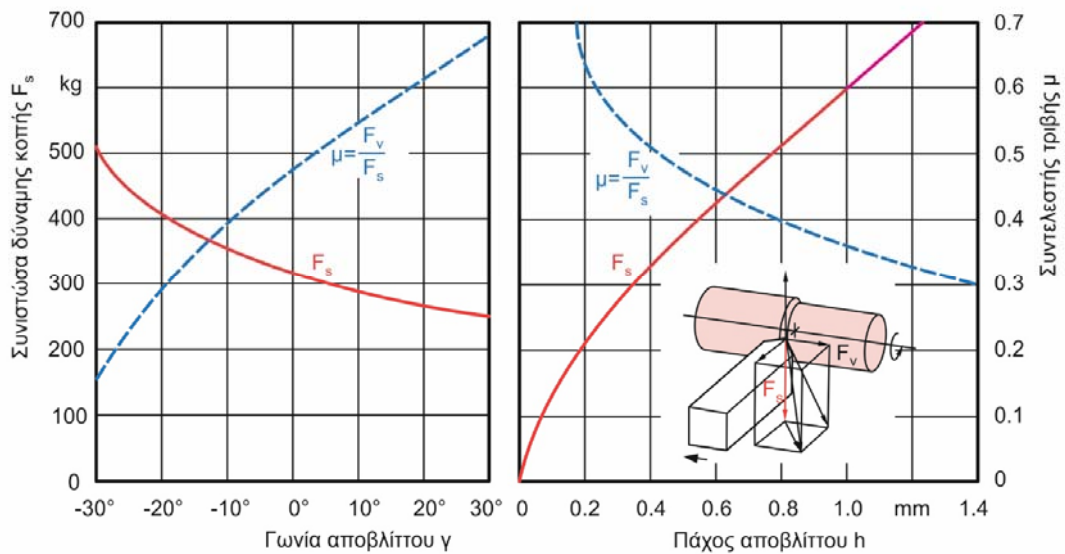 Συνιστώσα δύναμης κοπής Fₛ
700
kg
500
400
300
200
100
0
μ=Fᵥ/Fₛ
Fₛ
-30° -20° -10° 0° 10° 20° 30°
Γωνία αποβλίττου γ
μ=Fᵥ/Fₛ
Fₛ
Fᵥ
Fₛ
0 0.2 0.4 0.6 0.8 1.0 mm 1.4
Πάχος αποβλίττου h
0.7
0.6
0.5
0.4
0.3
0.2
0.1
0
Συντελεστής τριβής μ